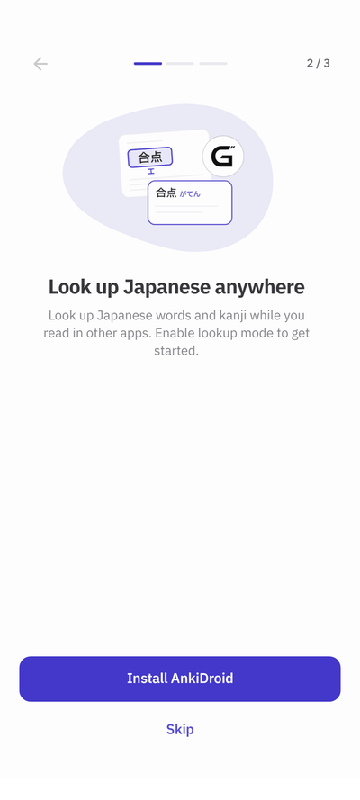 2 / 3
合点
G
合点 がてん
Look up Japanese anywhere
Look up Japanese words and kanji while you
read in other apps. Enable lookup mode to get
started.
Install AnkiDroid
Skip